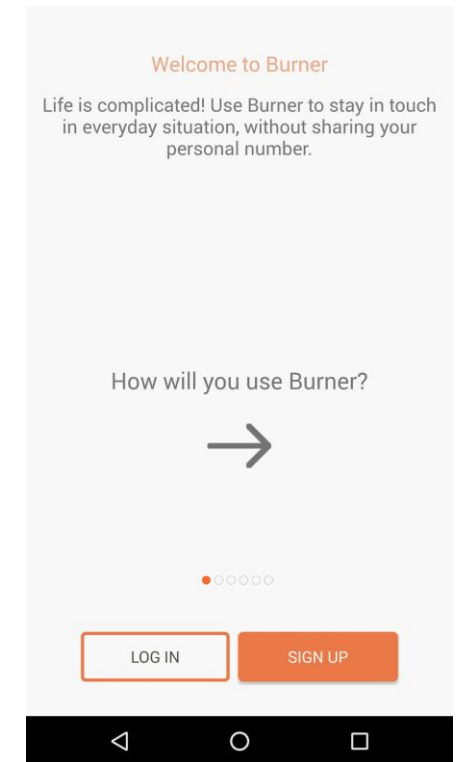 Welcome to Burner
Life is complicated! Use Burner to stay in touch
in everyday situation, without sharing your
personal number.
How will you use Burner?
LOG IN
SIGN UP